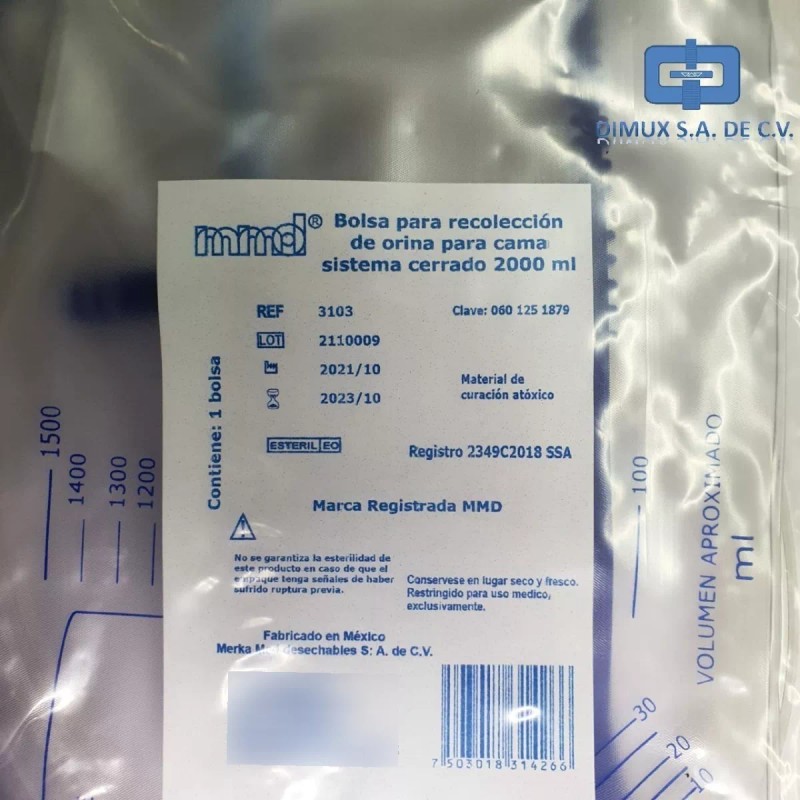 DIMUX S.A. DE C.V.
mmd® Bolsa para recolección
de orina para cama
sistema cerrado 2000 ml
REF 3103 Clave: 060 125 1879
LOT 2110009
2021/10
2023/10
Material de
curación atóxico
Contiene: 1 bolsa
ESTERIL EO
Registro 2349C2018 SSA
Marca Registrada MMD
No se garantiza la esterilidad de
este producto en caso de que el
empaque tenga señales de haber
sufrido ruptura previa.
Conservese en lugar seco y fresco.
Restringido para uso medico,
exclusivamente.
Fabricado en México
Merka desechables S: A. de C.V.
7 503018 314266
1500
1400
1300
1200
100
VOLUMEN APROXIMADO
ml
30
20
10